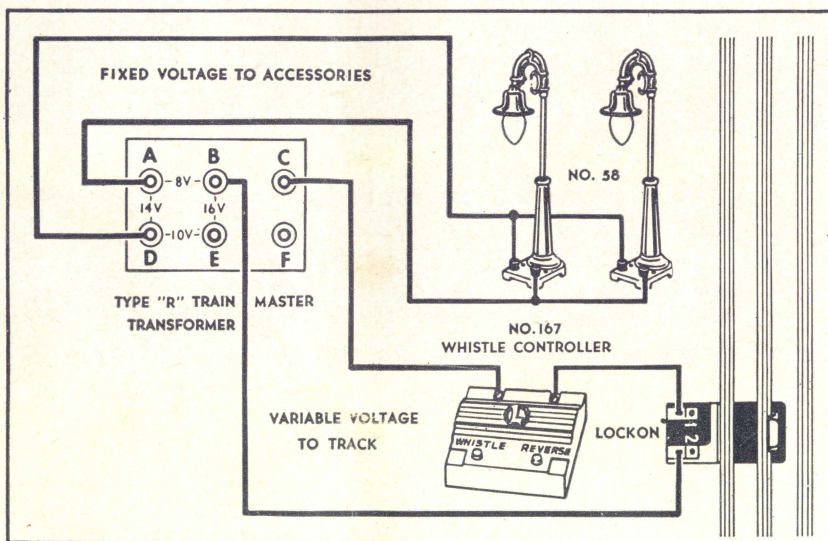 FIXED VOLTAGE TO ACCESSORIES
A B C
8V
14V 16V
10V
D E F
TYPE "R" TRAIN MASTER
TRANSFORMER
NO. 58
NO. 167
WHISTLE CONTROLLER
VARIABLE VOLTAGE
TO TRACK
L
WHISTLE REVERSE
LOCKON
1
2